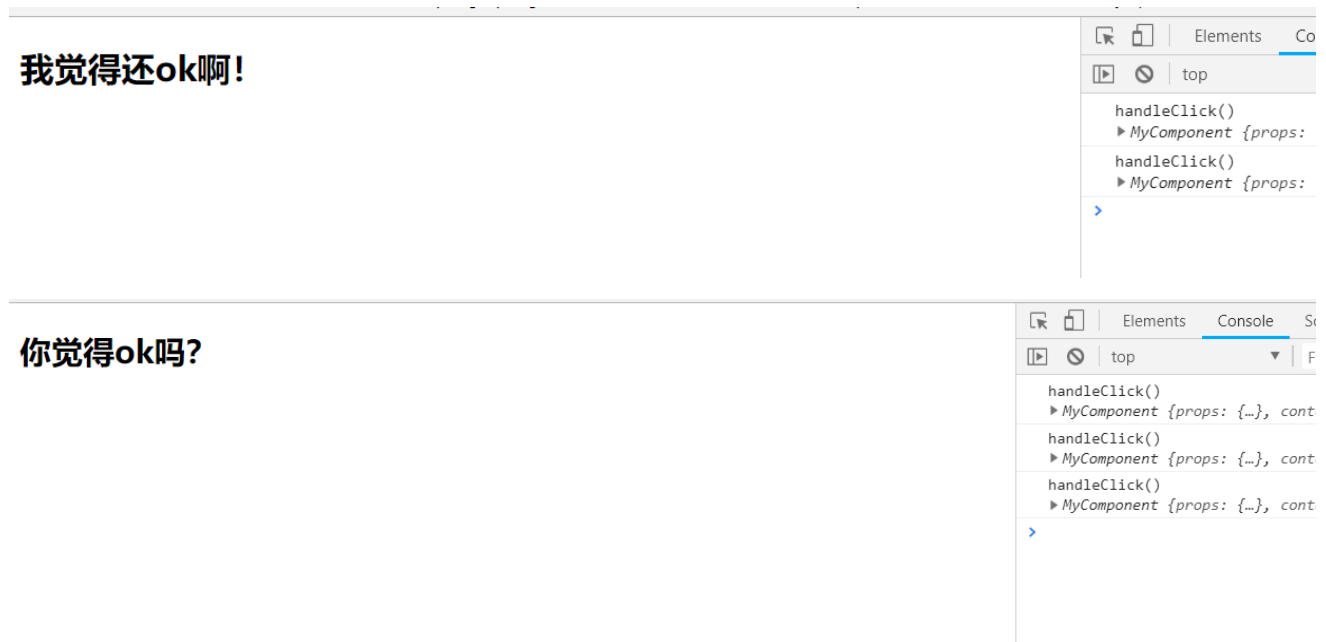 Elements Co
我觉得还ok啊!
top
handleClick()
▶MyComponent {props:
handleClick()
▶MyComponent {props:
>
Elements Console
你觉得ok吗?
top ▼
handleClick()
▶MyComponent {props: {…}, cont
handleClick()
▶MyComponent {props: {…}, cont
handleClick()
▶MyComponent {props: {…}, cont
>